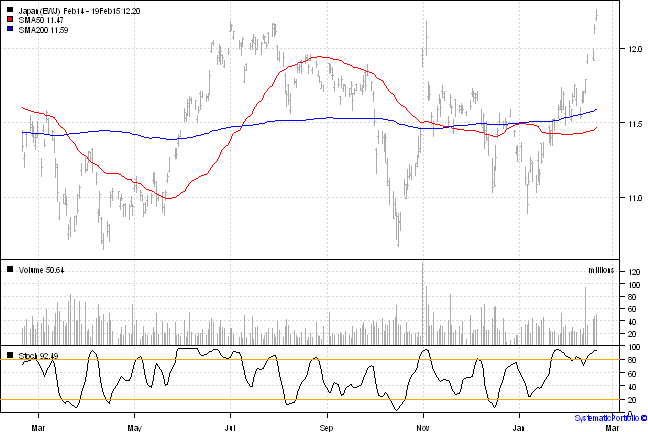 Japan (EWJ) Feb14 - 19Feb15 12.20
SMA50 11.47
SMA200 11.59
12.0
11.5
11.0
Volume 50.64
millions
120
100
80
60
40
20
Stoch 92.49
100
80
60
40
20
0
Mar May Jul Sep Nov Jan Mar
SystematicPortfolio ©